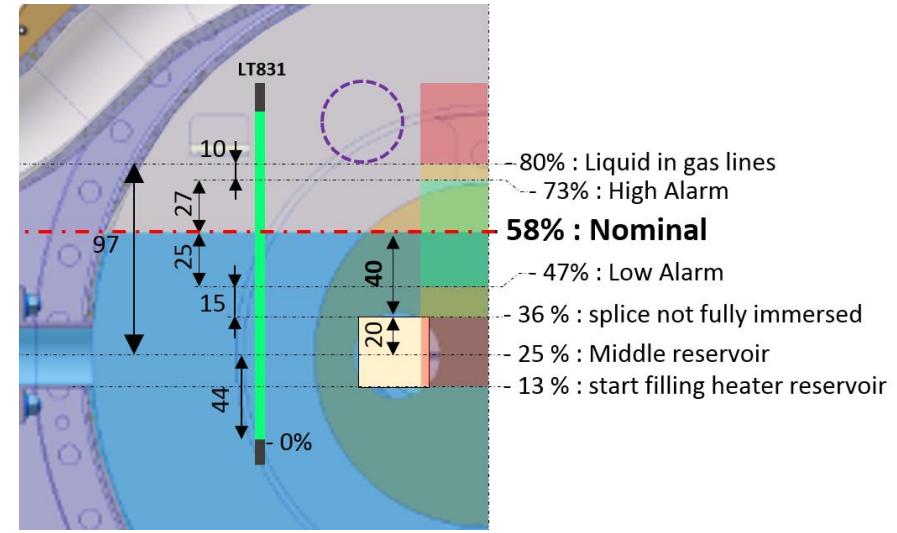 LT831
10
- 80% : Liquid in gas lines
27
- 73% : High Alarm
58% : Nominal
97
25
40
- 47% : Low Alarm
15
- 36 % : splice not fully immersed
20
- 25 % : Middle reservoir
44
- 13 % : start filling heater reservoir
- 0%